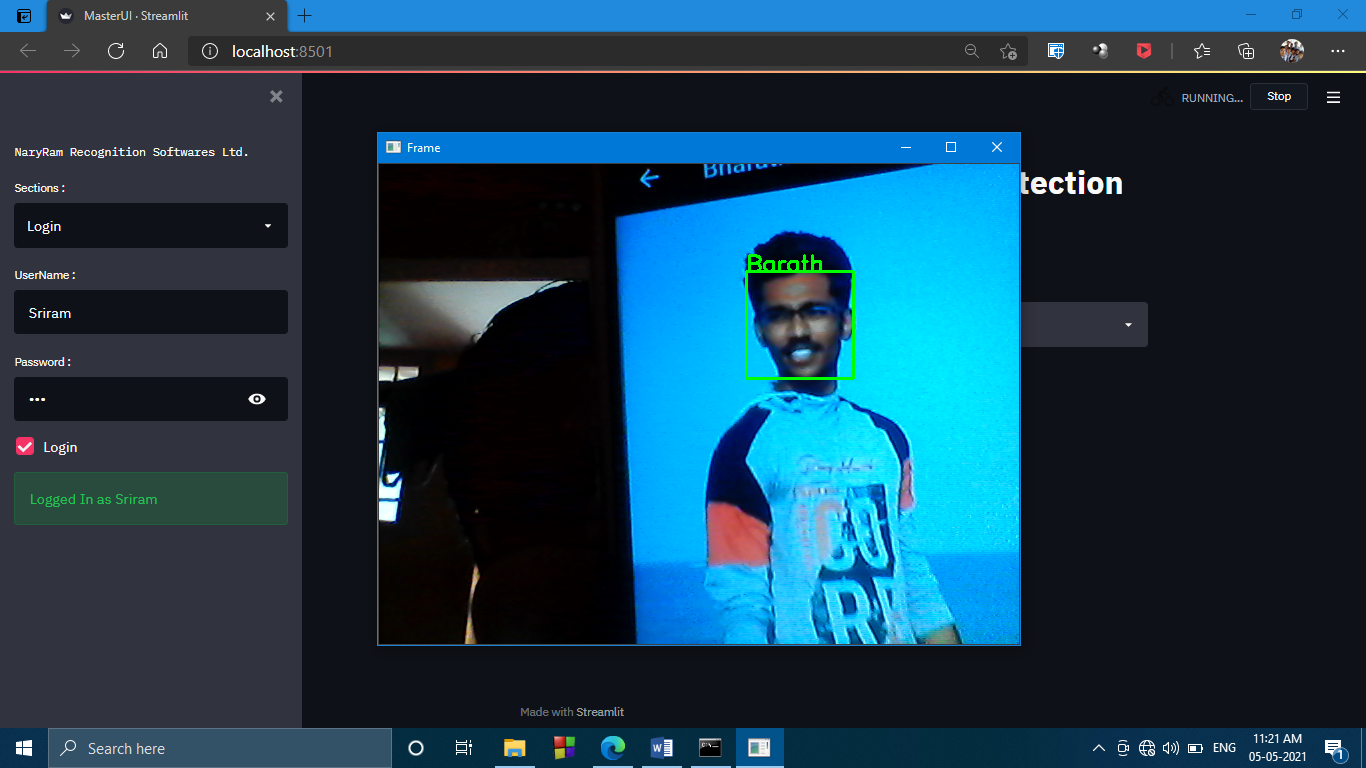 MasterUI · Streamlit
localhost:8501
RUNNING...
Stop
NaryRam Recognition Softwares Ltd.
Sections :
Login
UserName :
Sriram
Password :
•••
Login
Logged In as Sriram
Frame
tection
Barath
Made with Streamlit
Search here
ENG
11:21 AM
05-05-2021
1